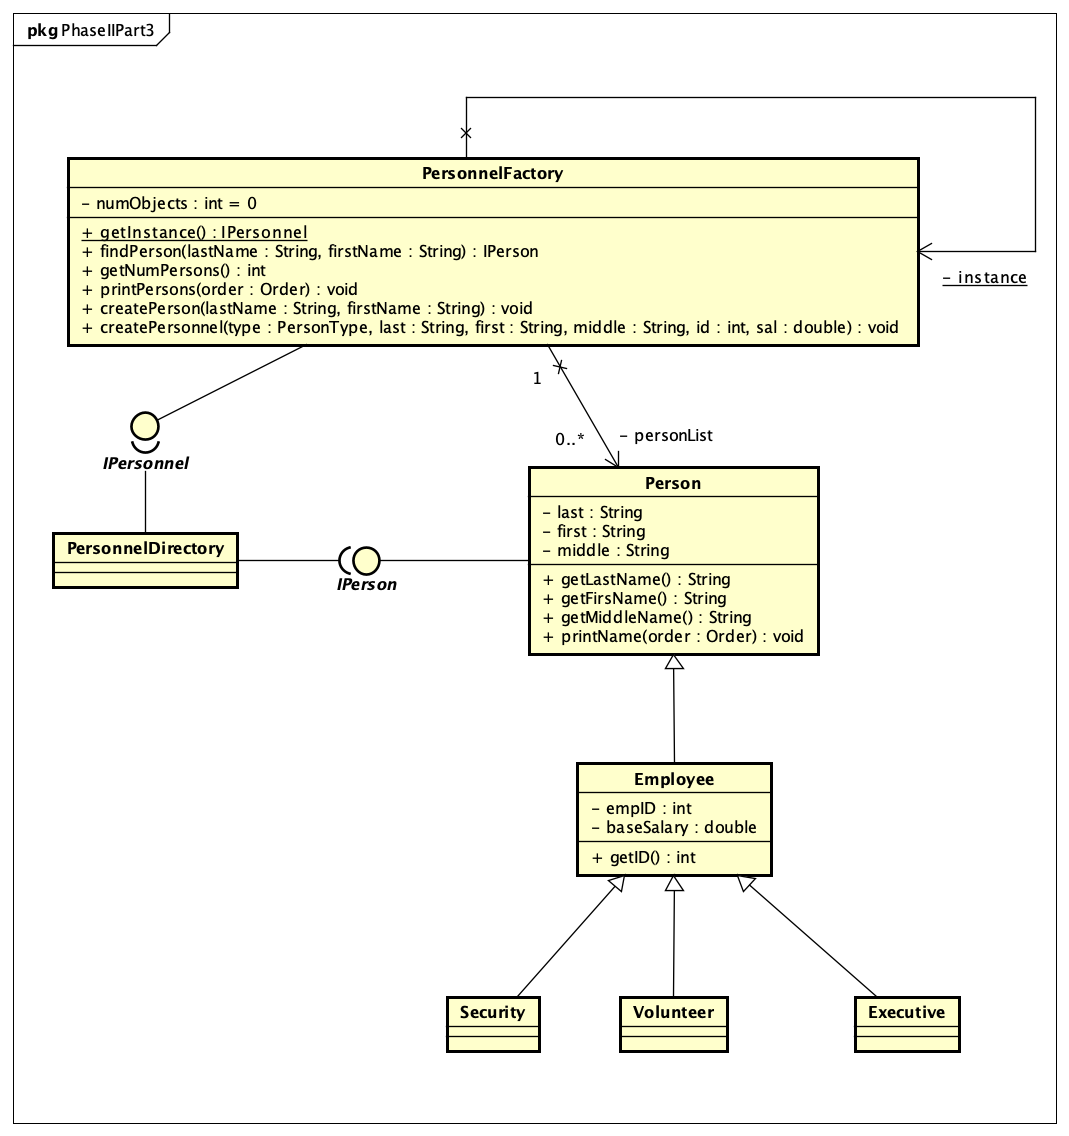 pkg PhaseIIPart3
PersonnelFactory
- numObjects : int = 0
+ getInstance() : IPersonnel
+ findPerson(lastName : String, firstName : String) : IPerson
+ getNumPersons() : int
+ printPersons(order : Order) : void
+ createPerson(lastName : String, firstName : String) : void
+ createPersonnel(type : PersonType, last : String, first : String, middle : String, id : int, sal : double) : void
- instance
1
0..*
- personList
IPersonnel
PersonnelDirectory
IPerson
Person
- last : String
- first : String
- middle : String
+ getLastName() : String
+ getFirsName() : String
+ getMiddleName() : String
+ printName(order : Order) : void
Employee
- empID : int
- baseSalary : double
+ getID() : int
Security
Volunteer
Executive